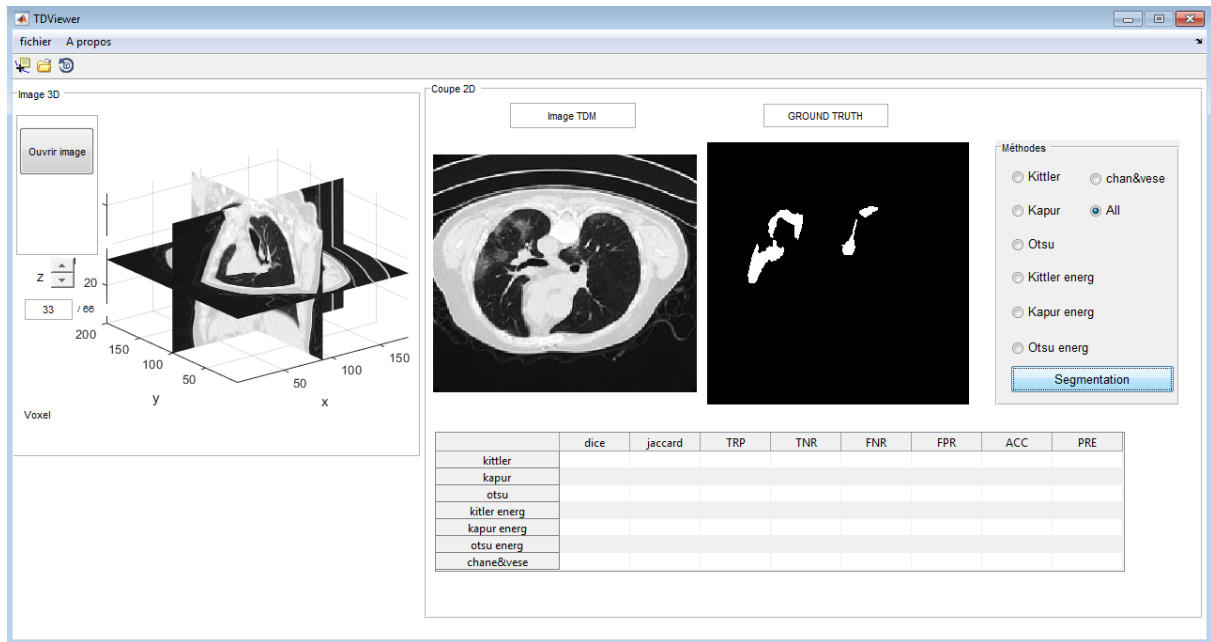 TDViewer
fichier A propos
Image 3D
Ouvrir image
Z
33 / 66
20
200
150
100
50
y
50
100
150
x
Voxel
Coupe 2D
Image TDM
GROUND TRUTH
Méthodes
Kittler
chan&vese
Kapur
All
Otsu
Kittler energ
Kapur energ
Otsu energ
Segmentation
dice jaccard TRP TNR FNR FPR ACC PRE
kittler
kapur
otsu
kitler energ
kapur energ
otsu energ
chane&vese